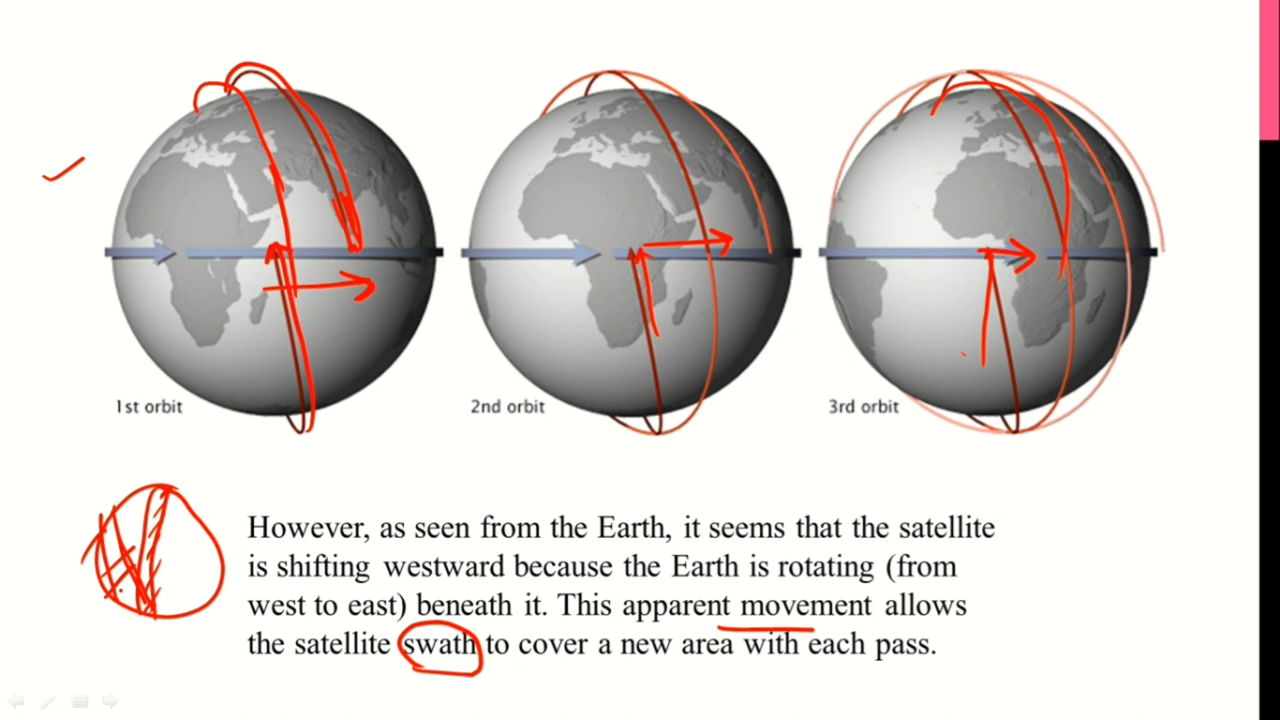 1st orbit
2nd orbit
3rd orbit
However, as seen from the Earth, it seems that the satellite
is shifting westward because the Earth is rotating (from
west to east) beneath it. This apparent movement allows
the satellite swath to cover a new area with each pass.